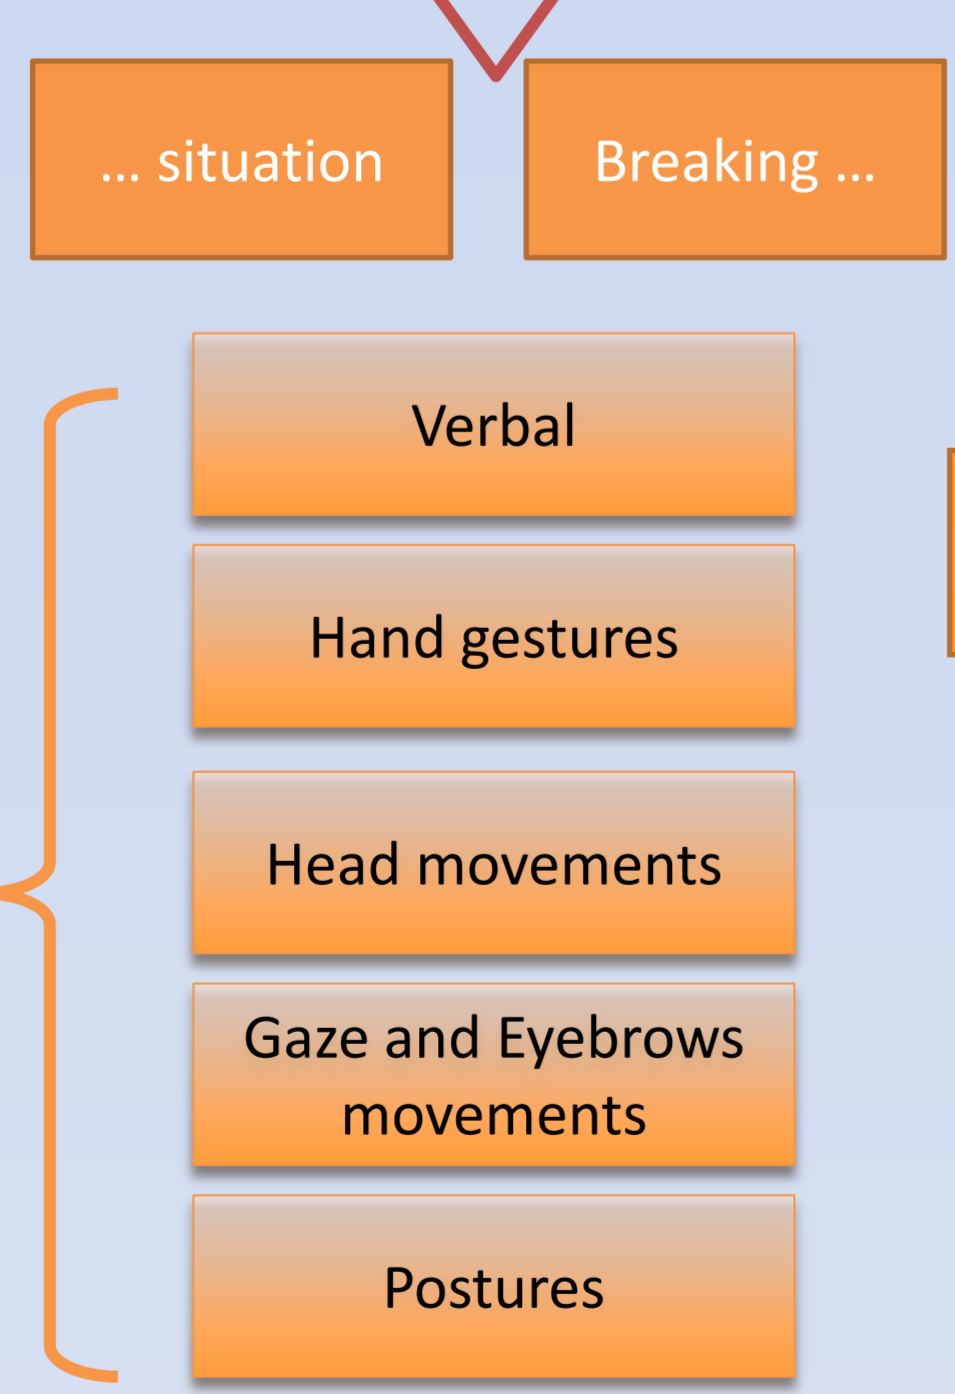 ... situation
Breaking ...
Verbal
Hand gestures
Head movements
Gaze and Eyebrows
movements
Postures